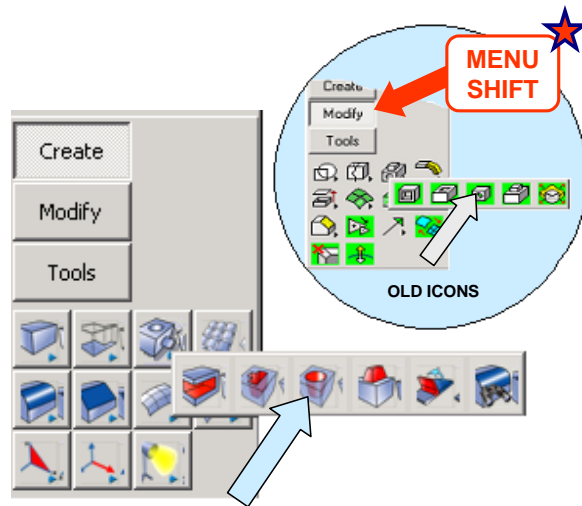 MENU
SHIFT
Create
Modify
Tools
OLD ICONS
Create
Modify
Tools